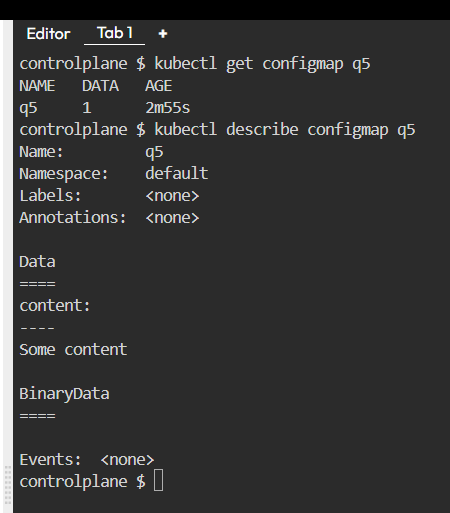 Editor Tab 1 +
controlplane $ kubectl get configmap q5
NAME   DATA   AGE
q5     1      2m55s
controlplane $ kubectl describe configmap q5
Name:         q5
Namespace:    default
Labels:       <none>
Annotations:  <none>

Data
====
content:
----
Some content

BinaryData
====

Events:  <none>
controlplane $